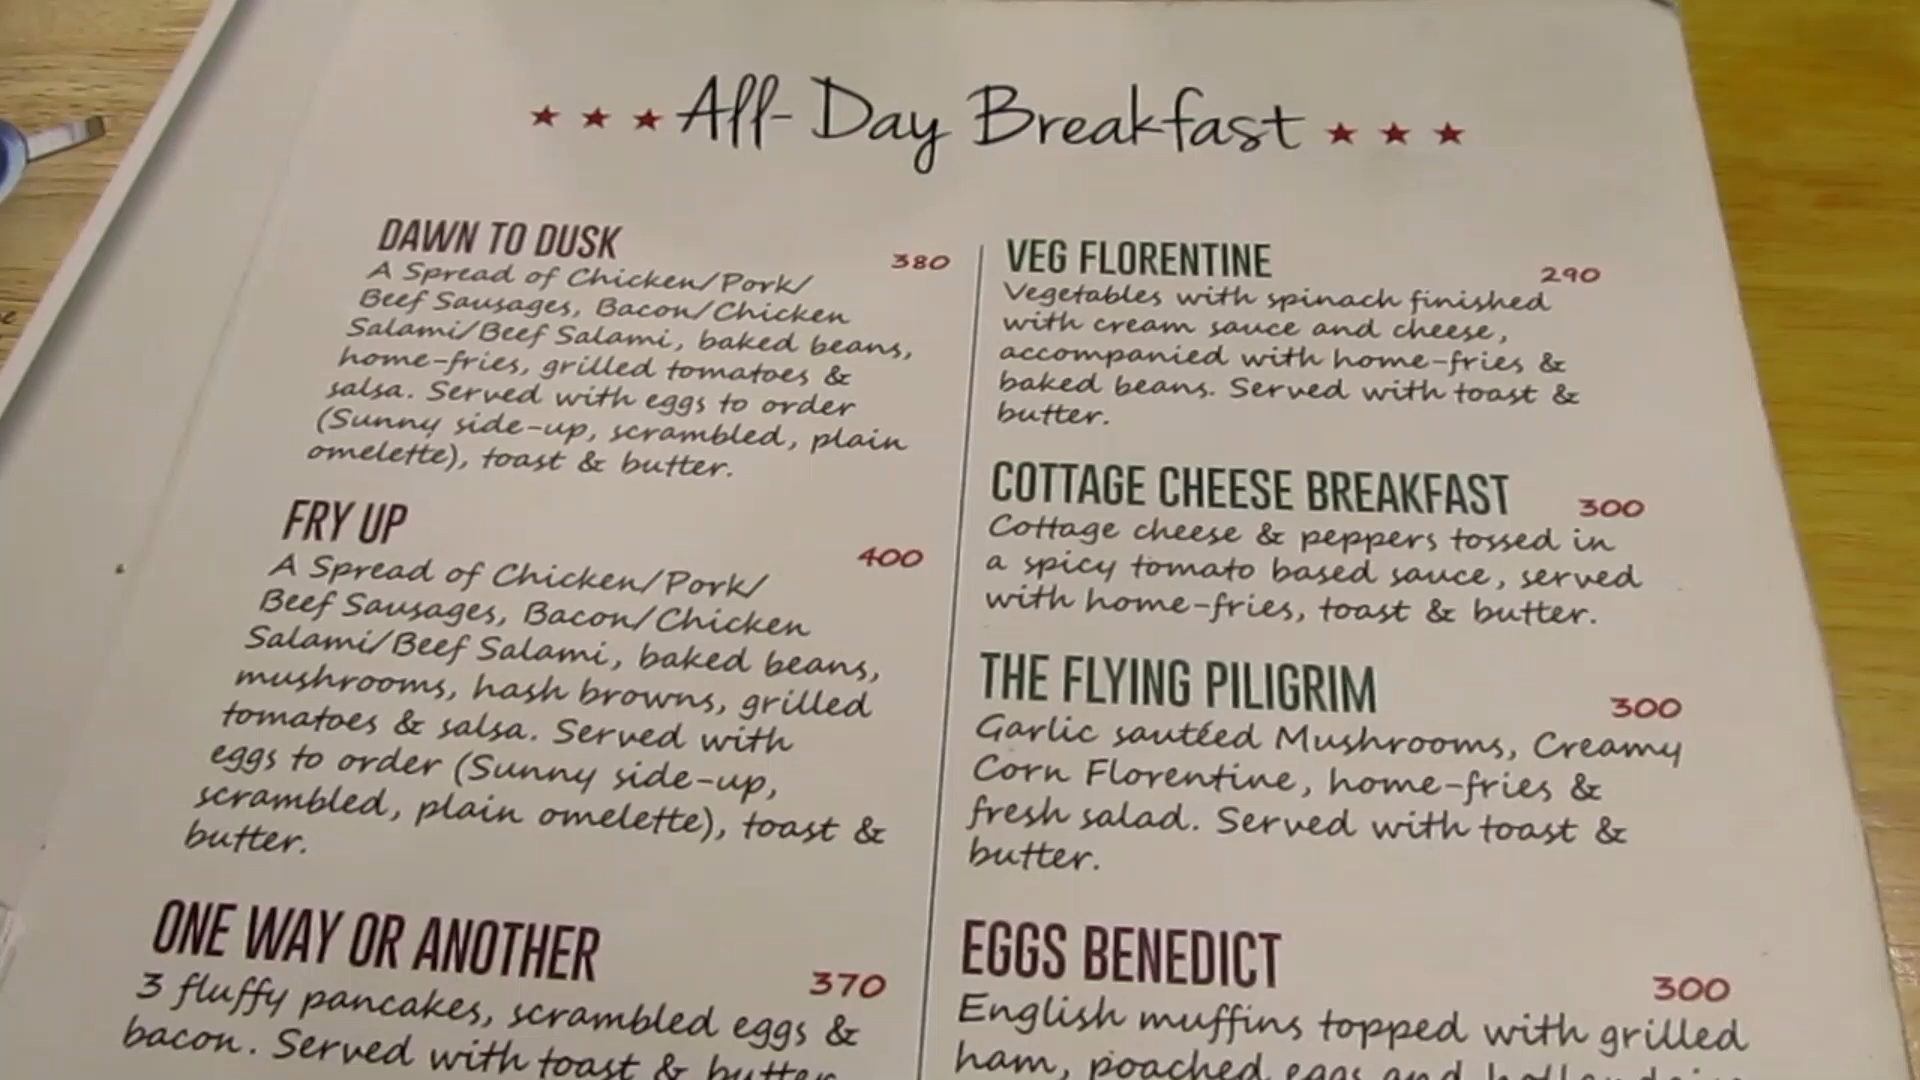 All-Day Breakfast
DAWN TO DUSK
380
A Spread of Chicken/Pork/
Beef Sausages, Bacon/Chicken
Salami/Beef Salami, baked beans,
home-fries, grilled tomatoes &
salsa. Served with eggs to order
(Sunny side-up, scrambled, plain
omelette), toast & butter.
FRY UP
400
A Spread of Chicken/Pork/
Beef Sausages, Bacon/Chicken
Salami/Beef Salami, baked beans,
mushrooms, hash browns, grilled
tomatoes & salsa. Served with
eggs to order (Sunny side-up,
scrambled, plain omelette), toast &
butter.
ONE WAY OR ANOTHER
370
3 fluffy pancakes, scrambled eggs &
bacon. Served with toast & butter
VEG FLORENTINE
290
Vegetables with spinach finished
with cream sauce and cheese,
accompanied with home-fries &
baked beans. Served with toast &
butter.
COTTAGE CHEESE BREAKFAST
300
Cottage cheese & peppers tossed in
a spicy tomato based sauce, served
with home-fries, toast & butter.
THE FLYING PILIGRIM
300
Garlic sautéed Mushrooms, Creamy
Corn Florentine, home-fries &
fresh salad. Served with toast &
butter.
EGGS BENEDICT
300
English muffins topped with grilled
ham, poached eggs and